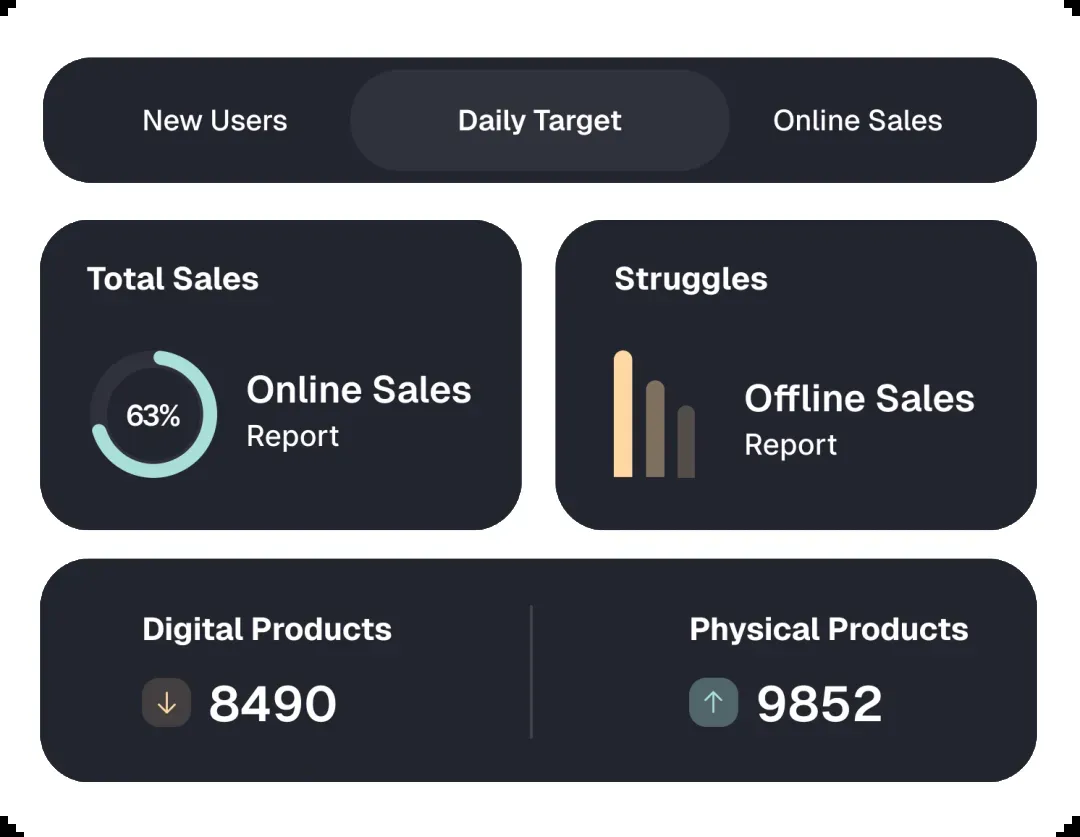 New Users
Daily Target
Online Sales
Total Sales
63%
Online Sales
Report
Struggles
Offline Sales
Report
Digital Products
8490
Physical Products
9852